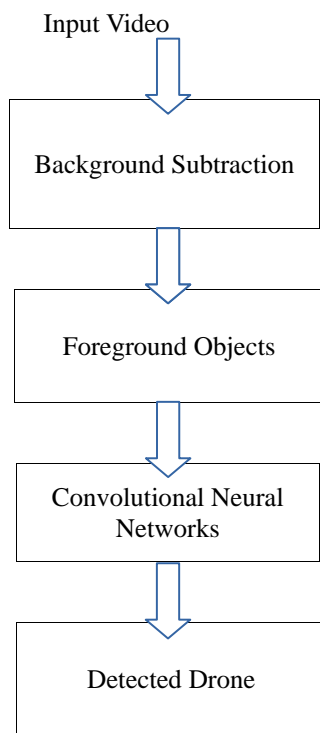 Input Video
Background Subtraction
Foreground Objects
Convolutional Neural
Networks
Detected Drone